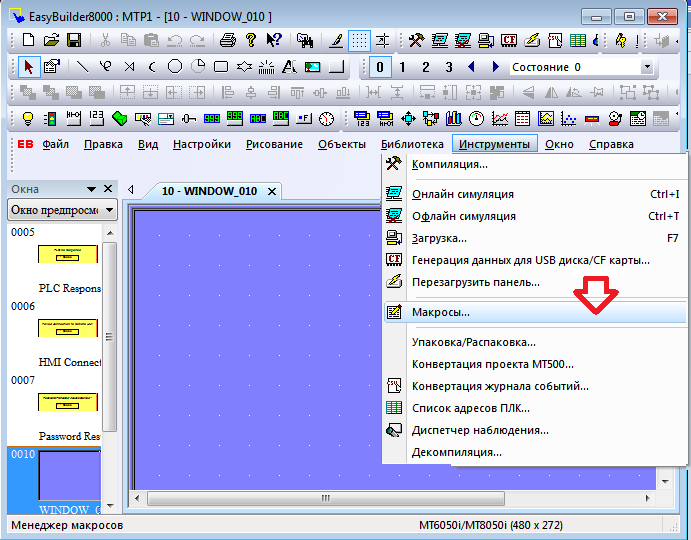 EasyBuilder8000 : MTP1 - [10 - WINDOW_010 ]
0 1 2 3 Состояние 0
EB Файл Правка Вид Настройки Рисование Объекты Библиотека Инструменты Окно Справка
Окна
10 - WINDOW_010
Окно предпросм
0005
PLC Respons
0006
HMI Connec
0007
Password Res
0010
WINDOW_0
Компиляция...
Онлайн симуляция Ctrl+I
Офлайн симуляция Ctrl+T
Загрузка... F7
Генерация данных для USB диска/CF карты...
Перезагрузить панель...
Макросы...
Упаковка/Распаковка...
Конвертация проекта MT500...
Конвертация журнала событий...
Список адресов ПЛК...
Диспетчер наблюдения...
Декомпиляция...
Менеджер макросов MT6050i/MT8050i (480 x 272)